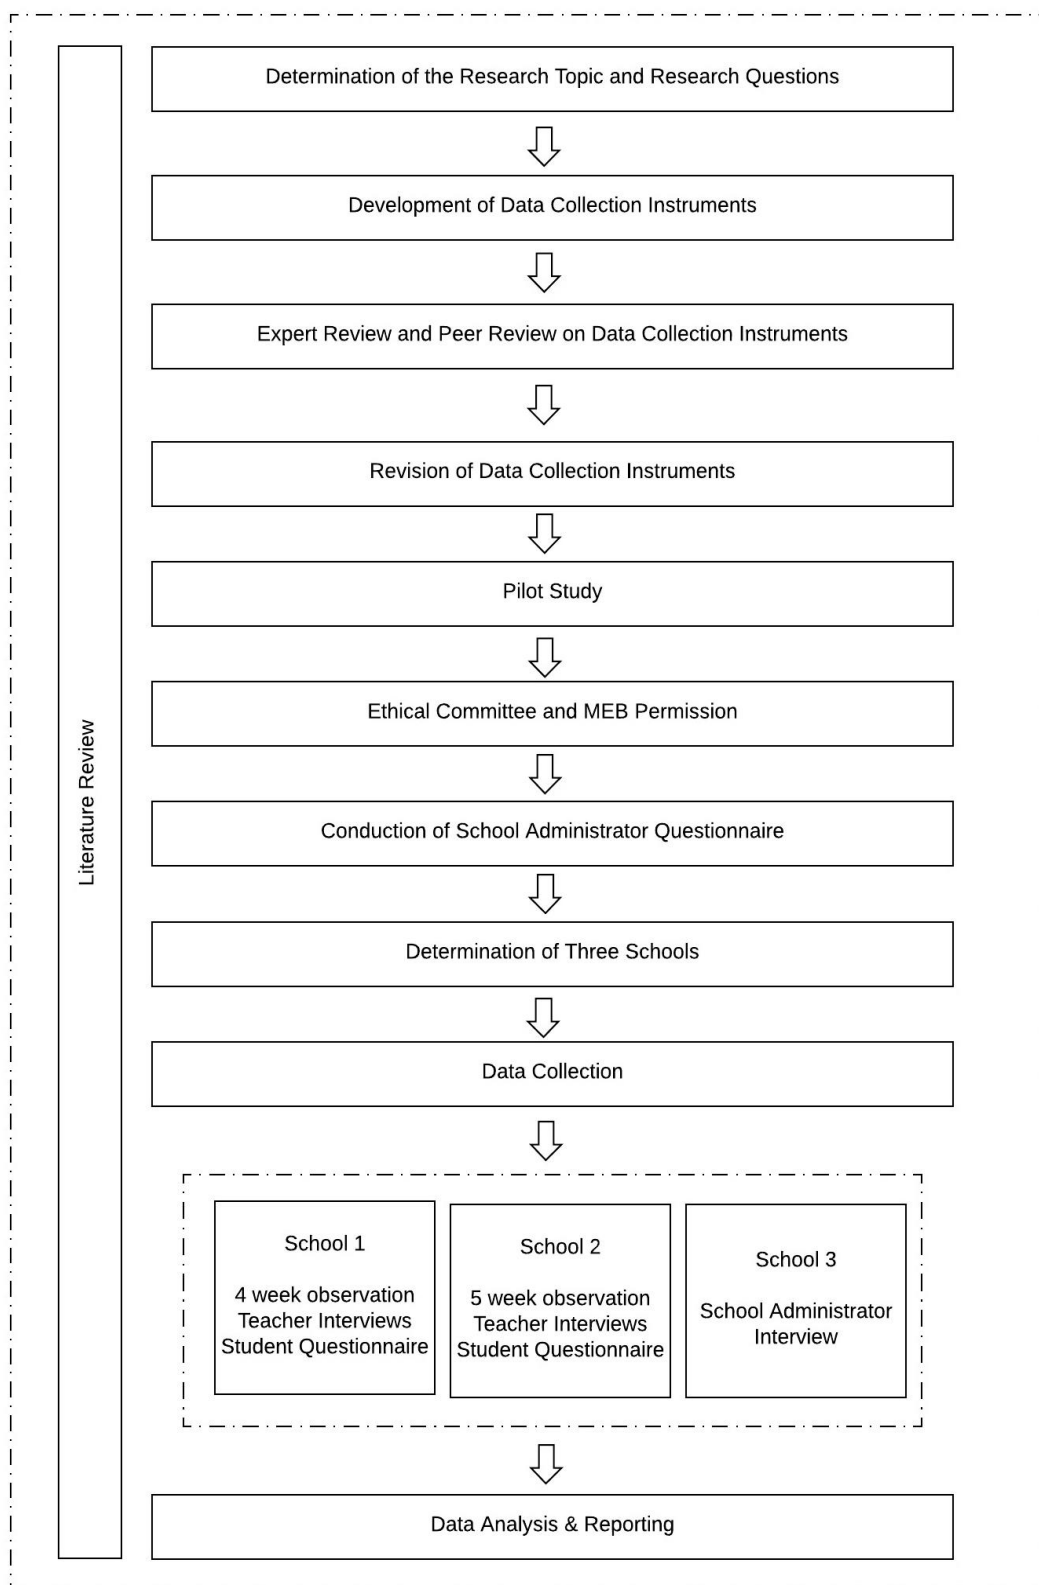 Literature Review
Determination of the Research Topic and Research Questions
Development of Data Collection Instruments
Expert Review and Peer Review on Data Collection Instruments
Revision of Data Collection Instruments
Pilot Study
Ethical Committee and MEB Permission
Conduction of School Administrator Questionnaire
Determination of Three Schools
Data Collection
School 1
4 week observation
Teacher Interviews
Student Questionnaire
School 2
5 week observation
Teacher Interviews
Student Questionnaire
School 3
School Administrator
Interview
Data Analysis & Reporting